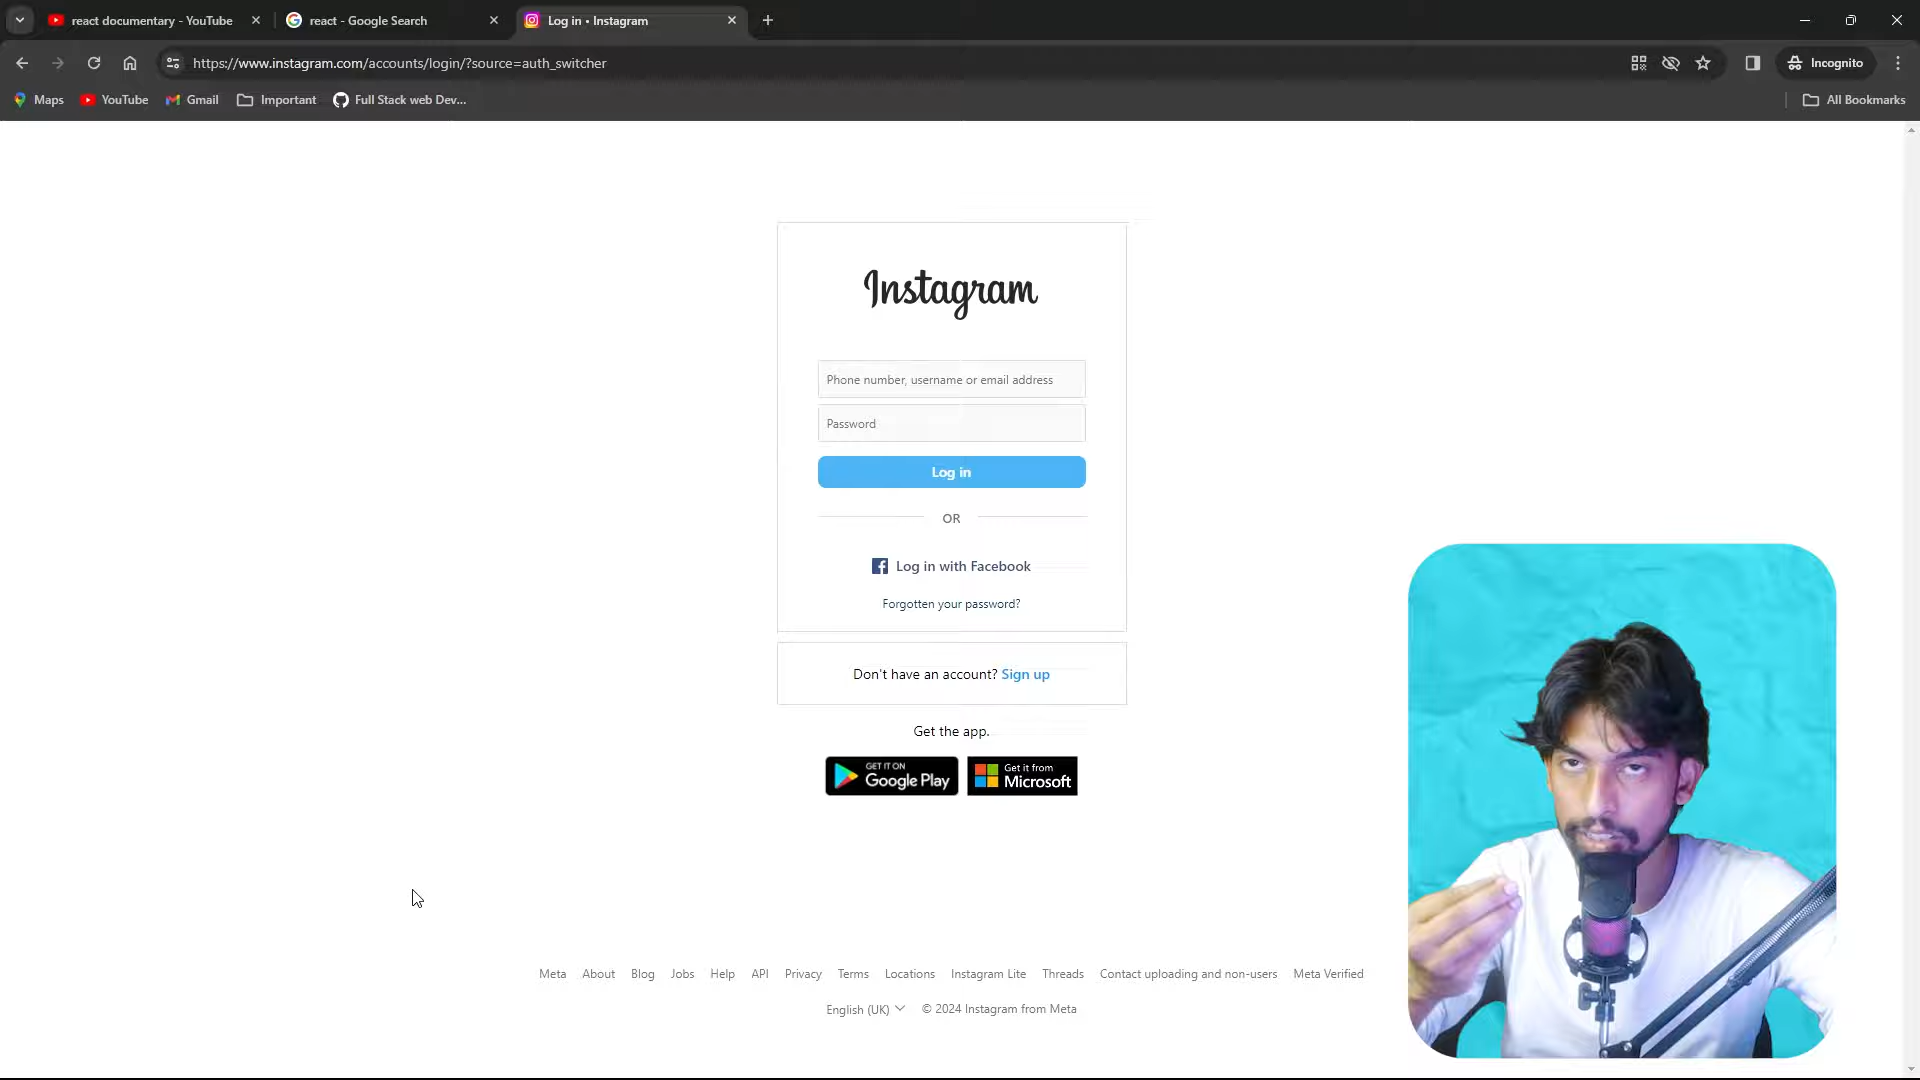 react documentary - YouTube
react - Google Search
Log in • Instagram
https://www.instagram.com/accounts/login/?source=auth_switcher
Incognito
Maps
YouTube
Gmail
Important
Full Stack web Dev...
All Bookmarks
Instagram
Phone number, username or email address
Password
Log in
OR
Log in with Facebook
Forgotten your password?
Don't have an account? Sign up
Get the app.
GET IT ON
Google Play
Get it from
Microsoft
Meta About Blog Jobs Help API Privacy Terms Locations Instagram Lite Threads Contact uploading and non-users Meta Verified
English (UK) © 2024 Instagram from Meta